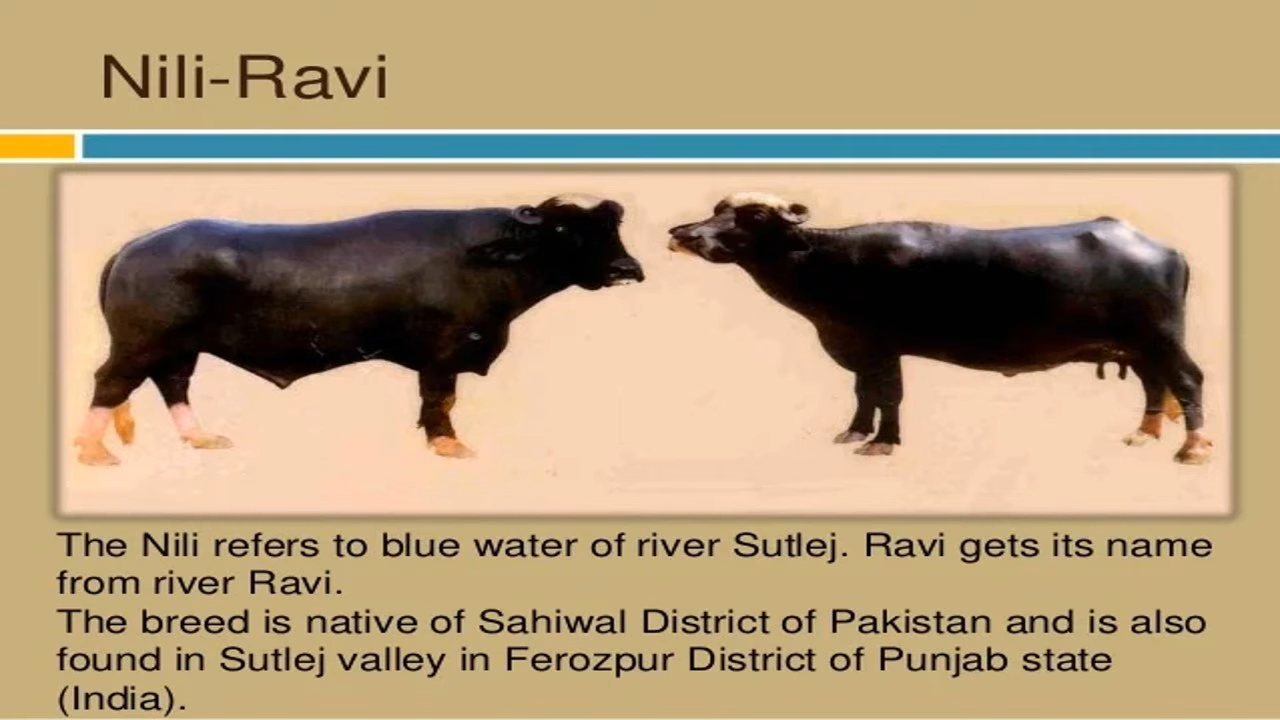 Nili-Ravi
The Nili refers to blue water of river Sutlej. Ravi gets its name
from river Ravi.
The breed is native of Sahiwal District of Pakistan and is also
found in Sutlej valley in Ferozpur District of Punjab state
(India).